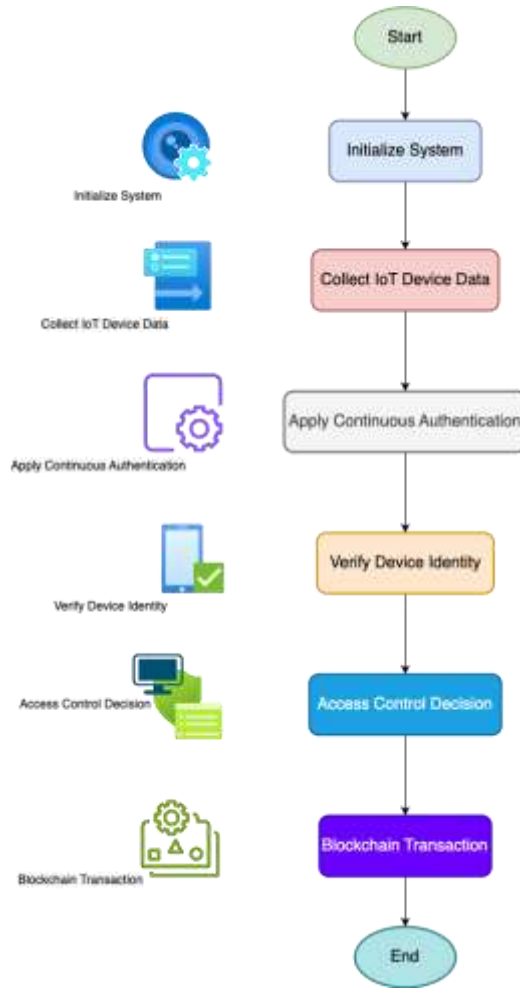 Start
Initialize System
Initialize System
Collect IoT Device Data
Collect IoT Device Data
Apply Continuous Authentication
Apply Continuous Authentication
Verify Device Identity
Verify Device Identity
Access Control Decision
Access Control Decision
Blockchain Transaction
Blockchain Transaction
End